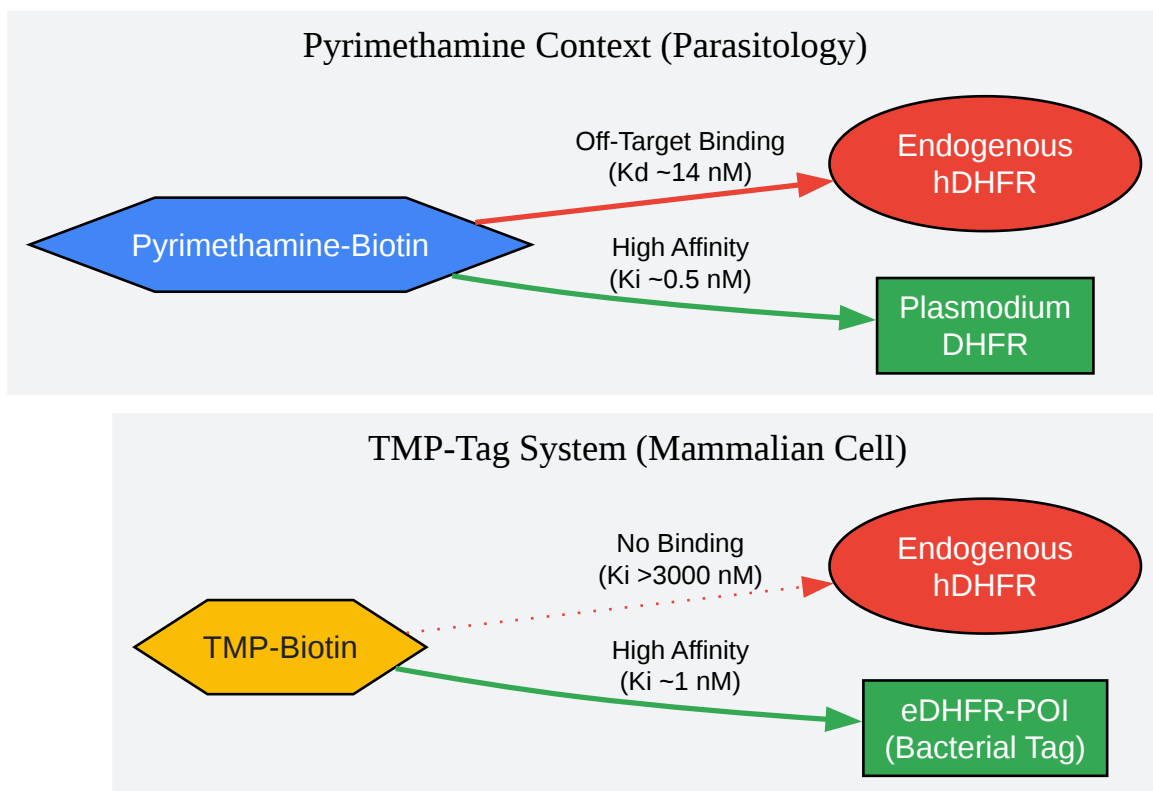 Pyrimethamine Context (Parasitology)
Off-Target Binding
(Kd ~14 nM)
Endogenous
hDHFR
Pyrimethamine-Biotin
High Affinity
(Ki ~0.5 nM)
Plasmodium
DHFR
TMP-Tag System (Mammalian Cell)
No Binding
(Ki >3000 nM)
Endogenous
hDHFR
TMP-Biotin
High Affinity
(Ki ~1 nM)
eDHFR-POI
(Bacterial Tag)